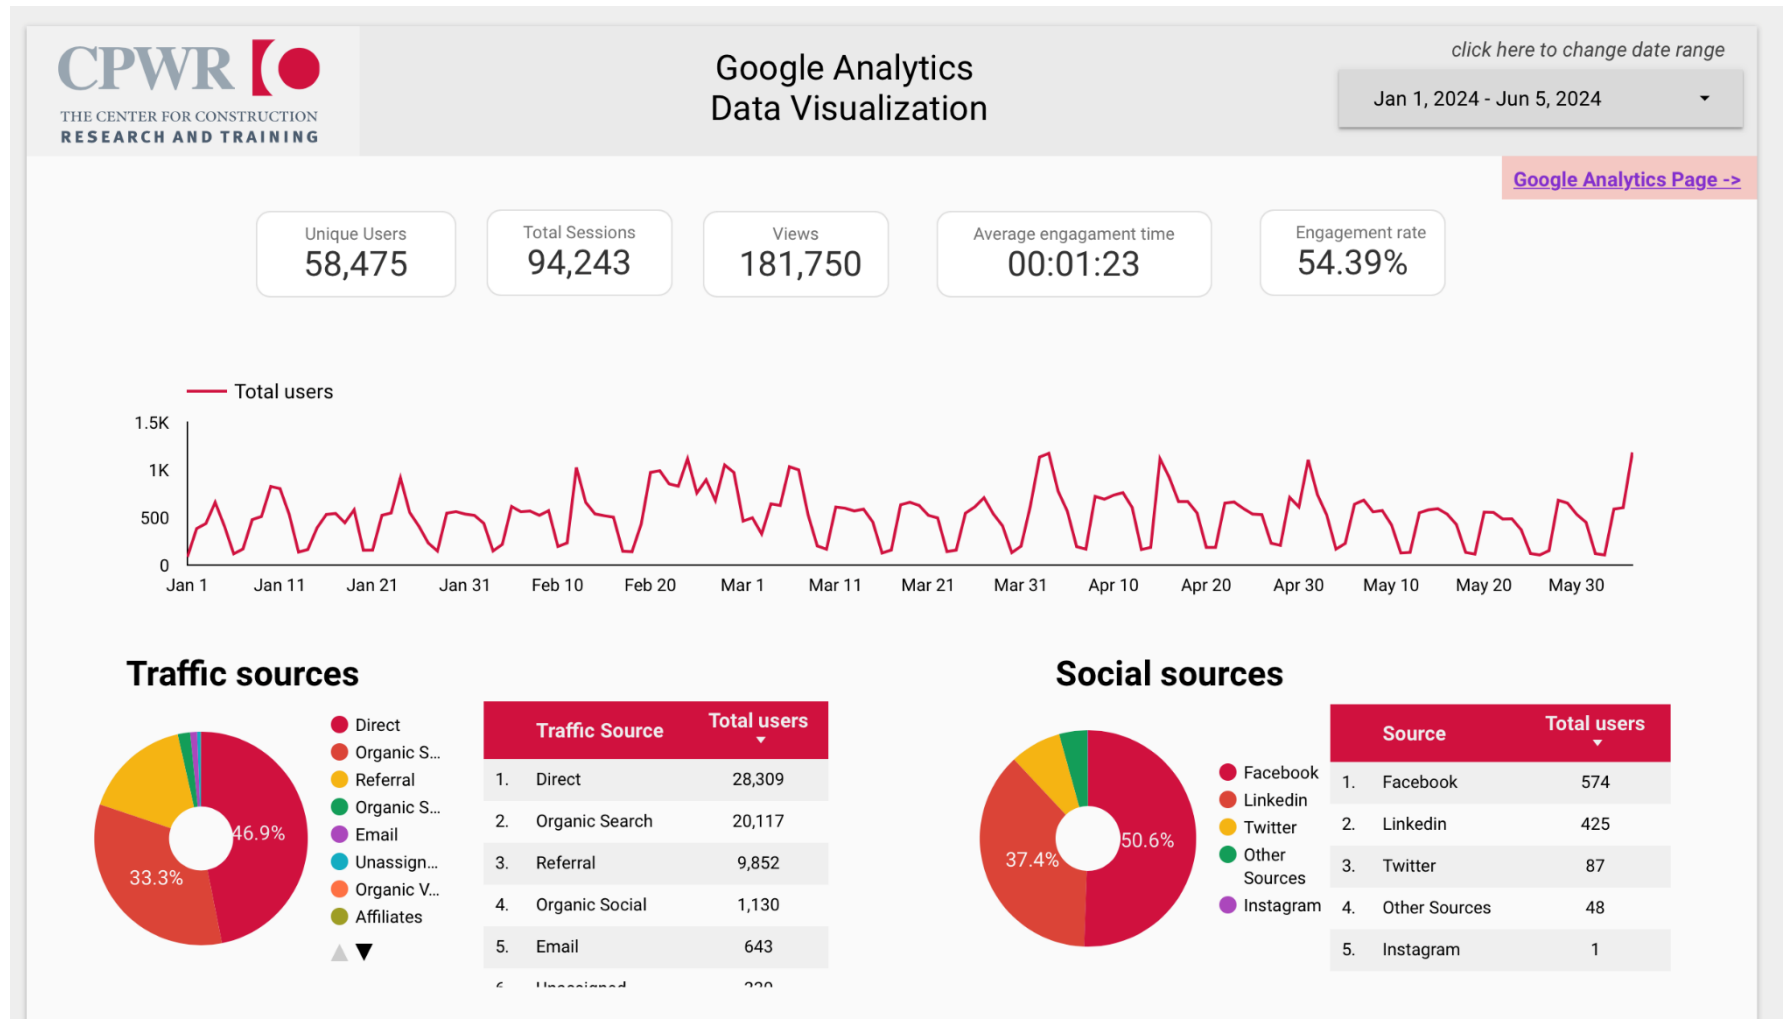 CPWR
THE CENTER FOR CONSTRUCTION
RESEARCH AND TRAINING
Google Analytics
Data Visualization
click here to change date range
Jan 1, 2024 - Jun 5, 2024
Google Analytics Page ->
Unique Users
58,475
Total Sessions
94,243
Views
181,750
Average engagament time
00:01:23
Engagement rate
54.39%
Total users
1.5K
1K
500
0
Jan 1 Jan 11 Jan 21 Jan 31 Feb 10 Feb 20 Mar 1 Mar 11 Mar 21 Mar 31 Apr 10 Apr 20 Apr 30 May 10 May 20 May 30
Traffic sources
46.9%
33.3%
Direct
Organic S...
Referral
Organic S...
Email
Unassign...
Organic V...
Affiliates
Traffic Source Total users
1. Direct 28,309
2. Organic Search 20,117
3. Referral 9,852
4. Organic Social 1,130
5. Email 643
Social sources
50.6%
37.4%
Facebook
Linkedin
Twitter
Other
Sources
Instagram
Source Total users
1. Facebook 574
2. Linkedin 425
3. Twitter 87
4. Other Sources 48
5. Instagram 1